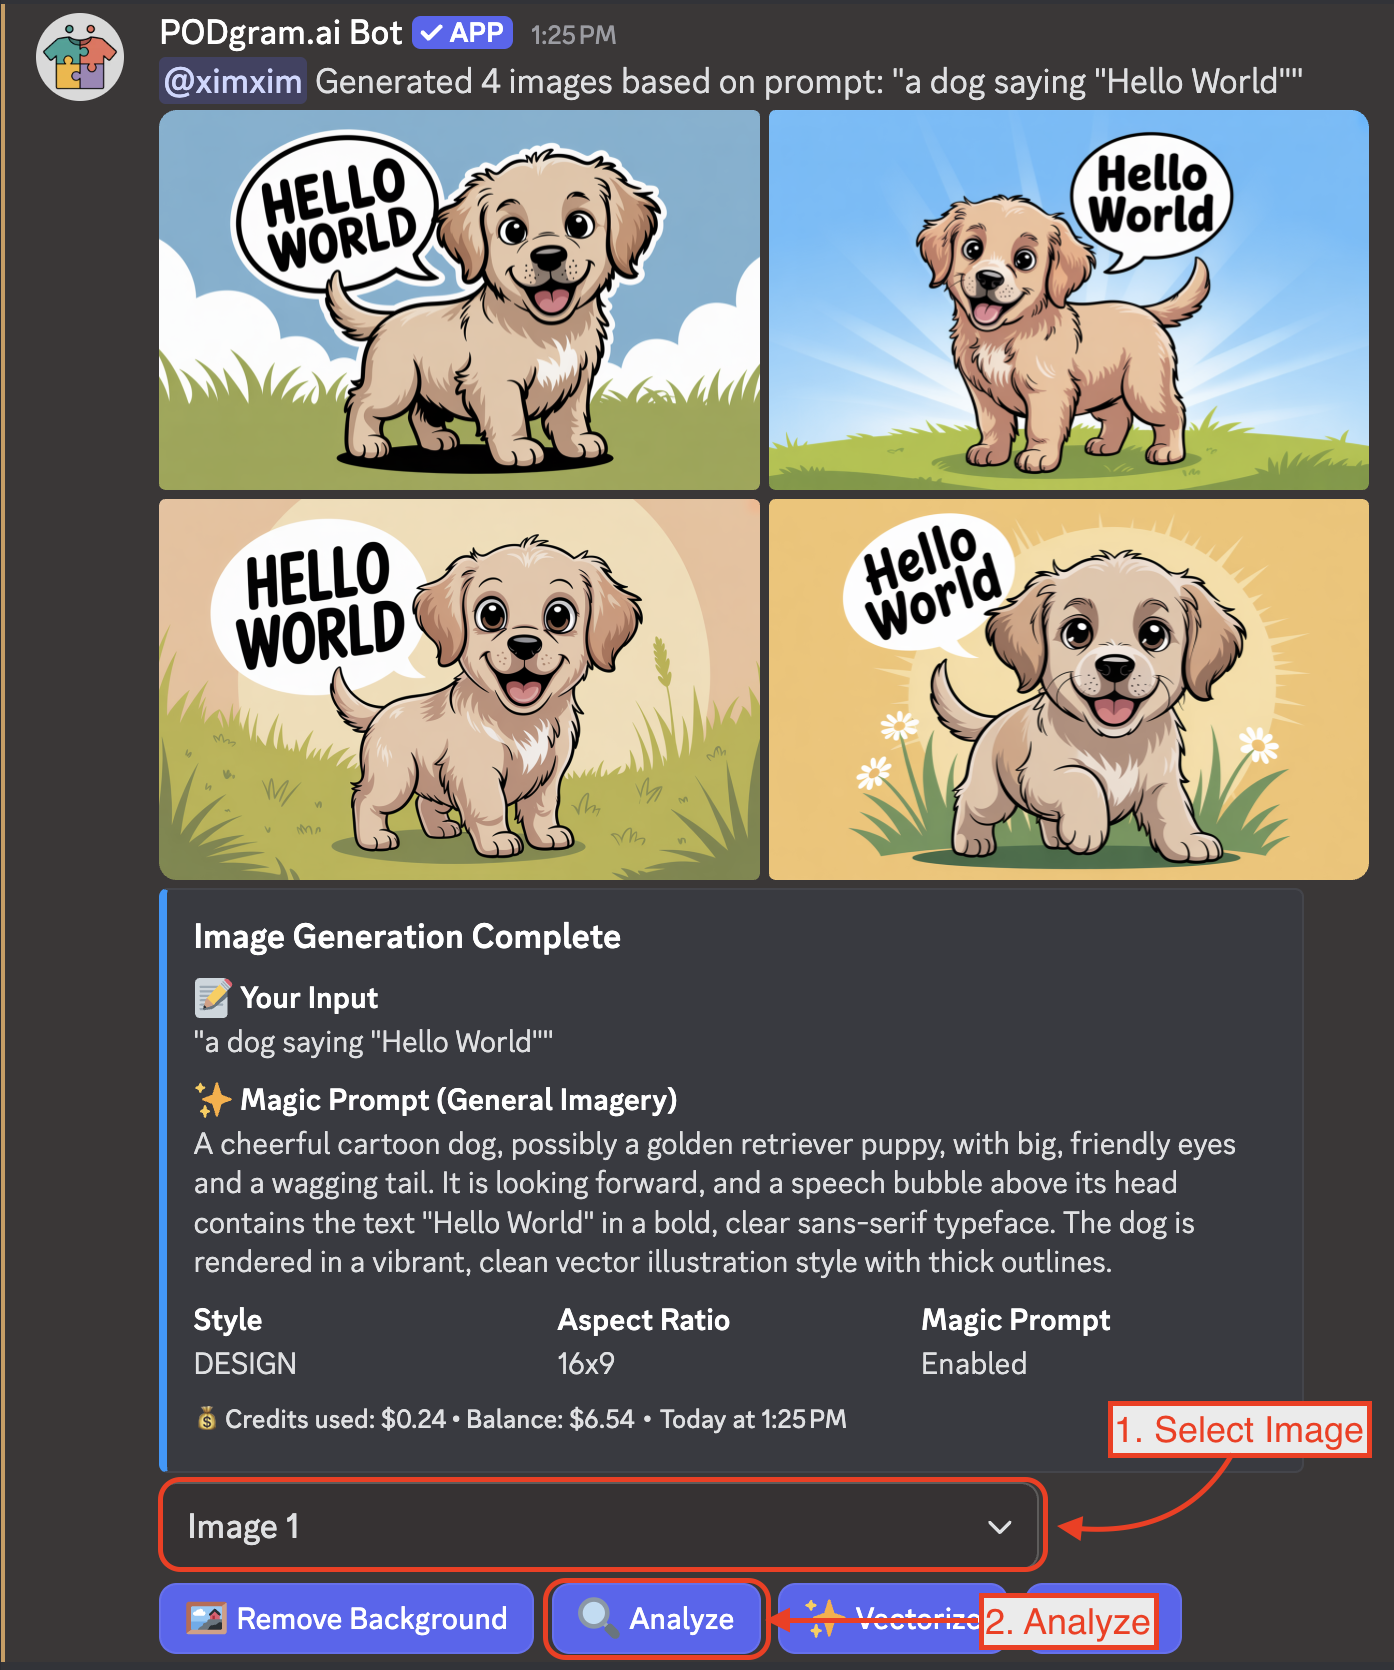 PODgram.ai Bot ✓ APP 1:25 PM
@ximxim Generated 4 images based on prompt: "a dog saying "Hello World""
HELLO
WORLD
Hello
World
HELLO
WORLD
Hello
World
Image Generation Complete
Your Input
"a dog saying "Hello World""
Magic Prompt (General Imagery)
A cheerful cartoon dog, possibly a golden retriever puppy, with big, friendly eyes
and a wagging tail. It is looking forward, and a speech bubble above its head
contains the text "Hello World" in a bold, clear sans-serif typeface. The dog is
rendered in a vibrant, clean vector illustration style with thick outlines.
Style Aspect Ratio Magic Prompt
DESIGN 16x9 Enabled
Credits used: $0.24 • Balance: $6.54 • Today at 1:25 PM
1. Select Image
Image 1
Remove Background Analyze Vectorize 2. Analyze